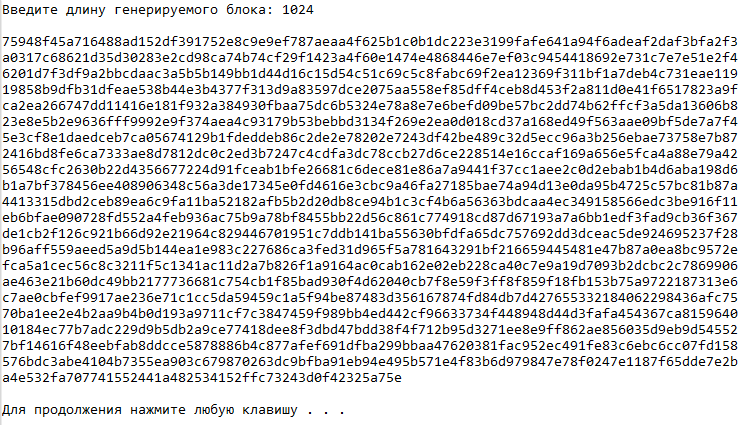 Введите длину генерируемого блока: 1024
75948f45a716488ad152df391752e8c9e9ef787aeaa4f625b1c0b1dc223e3199fafe641a94f6adeaf2daf3bfa2f3
a0317c68621d35d30283e2cd98ca74b74cf29f1423a4f60e1474e4868446e7ef03c9454418692e731c7e7e51e2f4
6201d7f3df9a2bbcdaac3a5b5b149bb1d44d16c15d54c51c69c5c8fabc69f2ea12369f311bf1a7deb4c731eae119
19858b9dfb31dfeae538b44e3b4377f313d9a83597dce2075aa558ef85dff4ceb8d453f2a811d0e41f6517823a9f
ca2ea266747dd11416e181f932a384930fbaa75dc6b5324e78a8e7e6befd09be57bc2dd74b62ffcf3a5da13606b8
23e8e5b2e9636fff9992e9f374aea4c93179b53bebbd3134f269e2ea0d018cd37a168ed49f563aae09bf5de7a7f4
5e3cf8e1daedceb7ca05674129b1fdeddeb86c2de2e78202e7243df42be489c32d5ecc96a3b256ebae73758e7b87
2416bd8fe6ca7333ae8d7812dc0c2ed3b7247c4cdfa3dc78ccb27d6ce228514e16ccaf169a656e5fca4a88e79a42
56548cfc2630b22d4356677224d91fceab1bfe26681c6dece81e86a7a9441f37cc1aee2c0d2ebab1b4d6aba198d6
b1a7bf378456ee408906348c56a3de17345e0fd4616e3cbc9a46fa27185bae74a94d13e0da95b4725c57bc81b87a
4413315dbd2ceb89ea6c9fa11ba52182afb5b2d20db8ce94b1c3cf4b6a56363bdcaa4ec349158566edc3be916f11
eb6bfae090728fd552a4feb936ac75b9a78bf8455bb22d56c861c774918cd87d67193a7a6bb1edf3fad9cb36f367
de1cb2f126c921b66d92e21964c829446701951c7ddb141ba55630bfdfa65dc757692dd3dceac5de924695237f28
b96aff559aeed5a9d5b144ea1e983c227686ca3fed31d965f5a781643291bf216659445481e47b87a0ea8bc9572e
fca5a1cec56c8c3211f5c1341ac11d2a7b826f1a9164ac0cab162e02eb228ca40c7e9a19d7093b2dcbc2c7869906
ae463e21b60dc49bb2177736681c754cb1f85bad930f4d62040cb7f8e59f3ff8f859f18fb153b75a9722187313e6
c7ae0cbfef9917ae236e71c1cc5da59459c1a5f94be87483d356167874fd84db7d427655332184062298436afc75
70ba1ee2e4b2aa9b4b0d193a9711cf7c3847459f989bb4ed442cf96633734f448948d44d3fafa454367ca8159640
10184ec77b7adc229d9b5db2a9ce77418dee8f3dbd47bdd38f4f712b95d3271ee8e9ff862ae856035d9eb9d54552
7bf14616f48eebfab8ddcce5878886b4c877afef691dfba299bbaa47620381fac952ec491fe83c6ebc6cc07fd158
576bdc3abe4104b7355ea903c679870263dc9bfba91eb94e495b571e4f83b6d979847e78f0247e1187f65dde7e2b
a4e532fa707741552441a482534152ffc73243d0f42325a75e
Для продолжения нажмите любую клавишу . . .